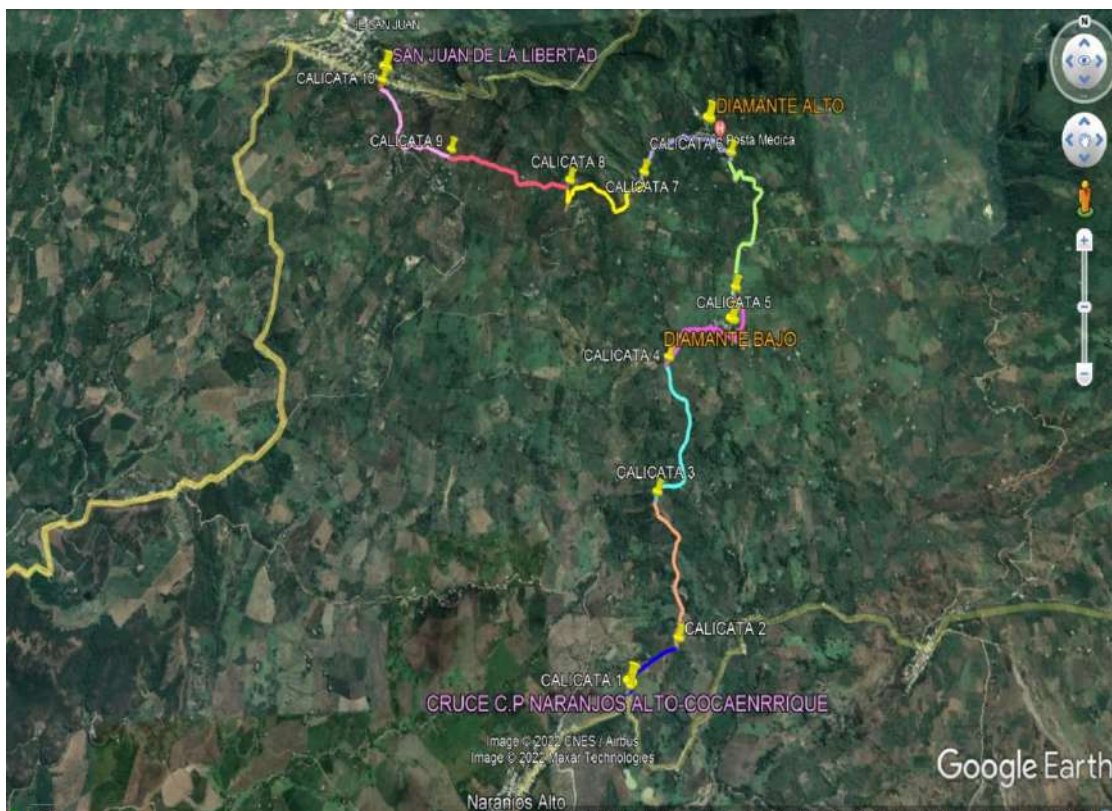 IE SAN JUAN
SAN JUAN DE LA LIBERTAD
CALICATA 10
DIAMANTE ALTO
CALICATA 9
CALICATA 6
Posta Médica
CALICATA 8
CALICATA 7
CALICATA 5
DIAMANTE BAJO
CALICATA 4
CALICATA 3
CALICATA 2
CALICATA 1
CRUCE C.P NARANJOS ALTO-COCAENRRIQUE
Image © 2022 CNES / Airbus
Image © 2022 Maxar Technologies
Google Earth
Naranjos Alto
N
H